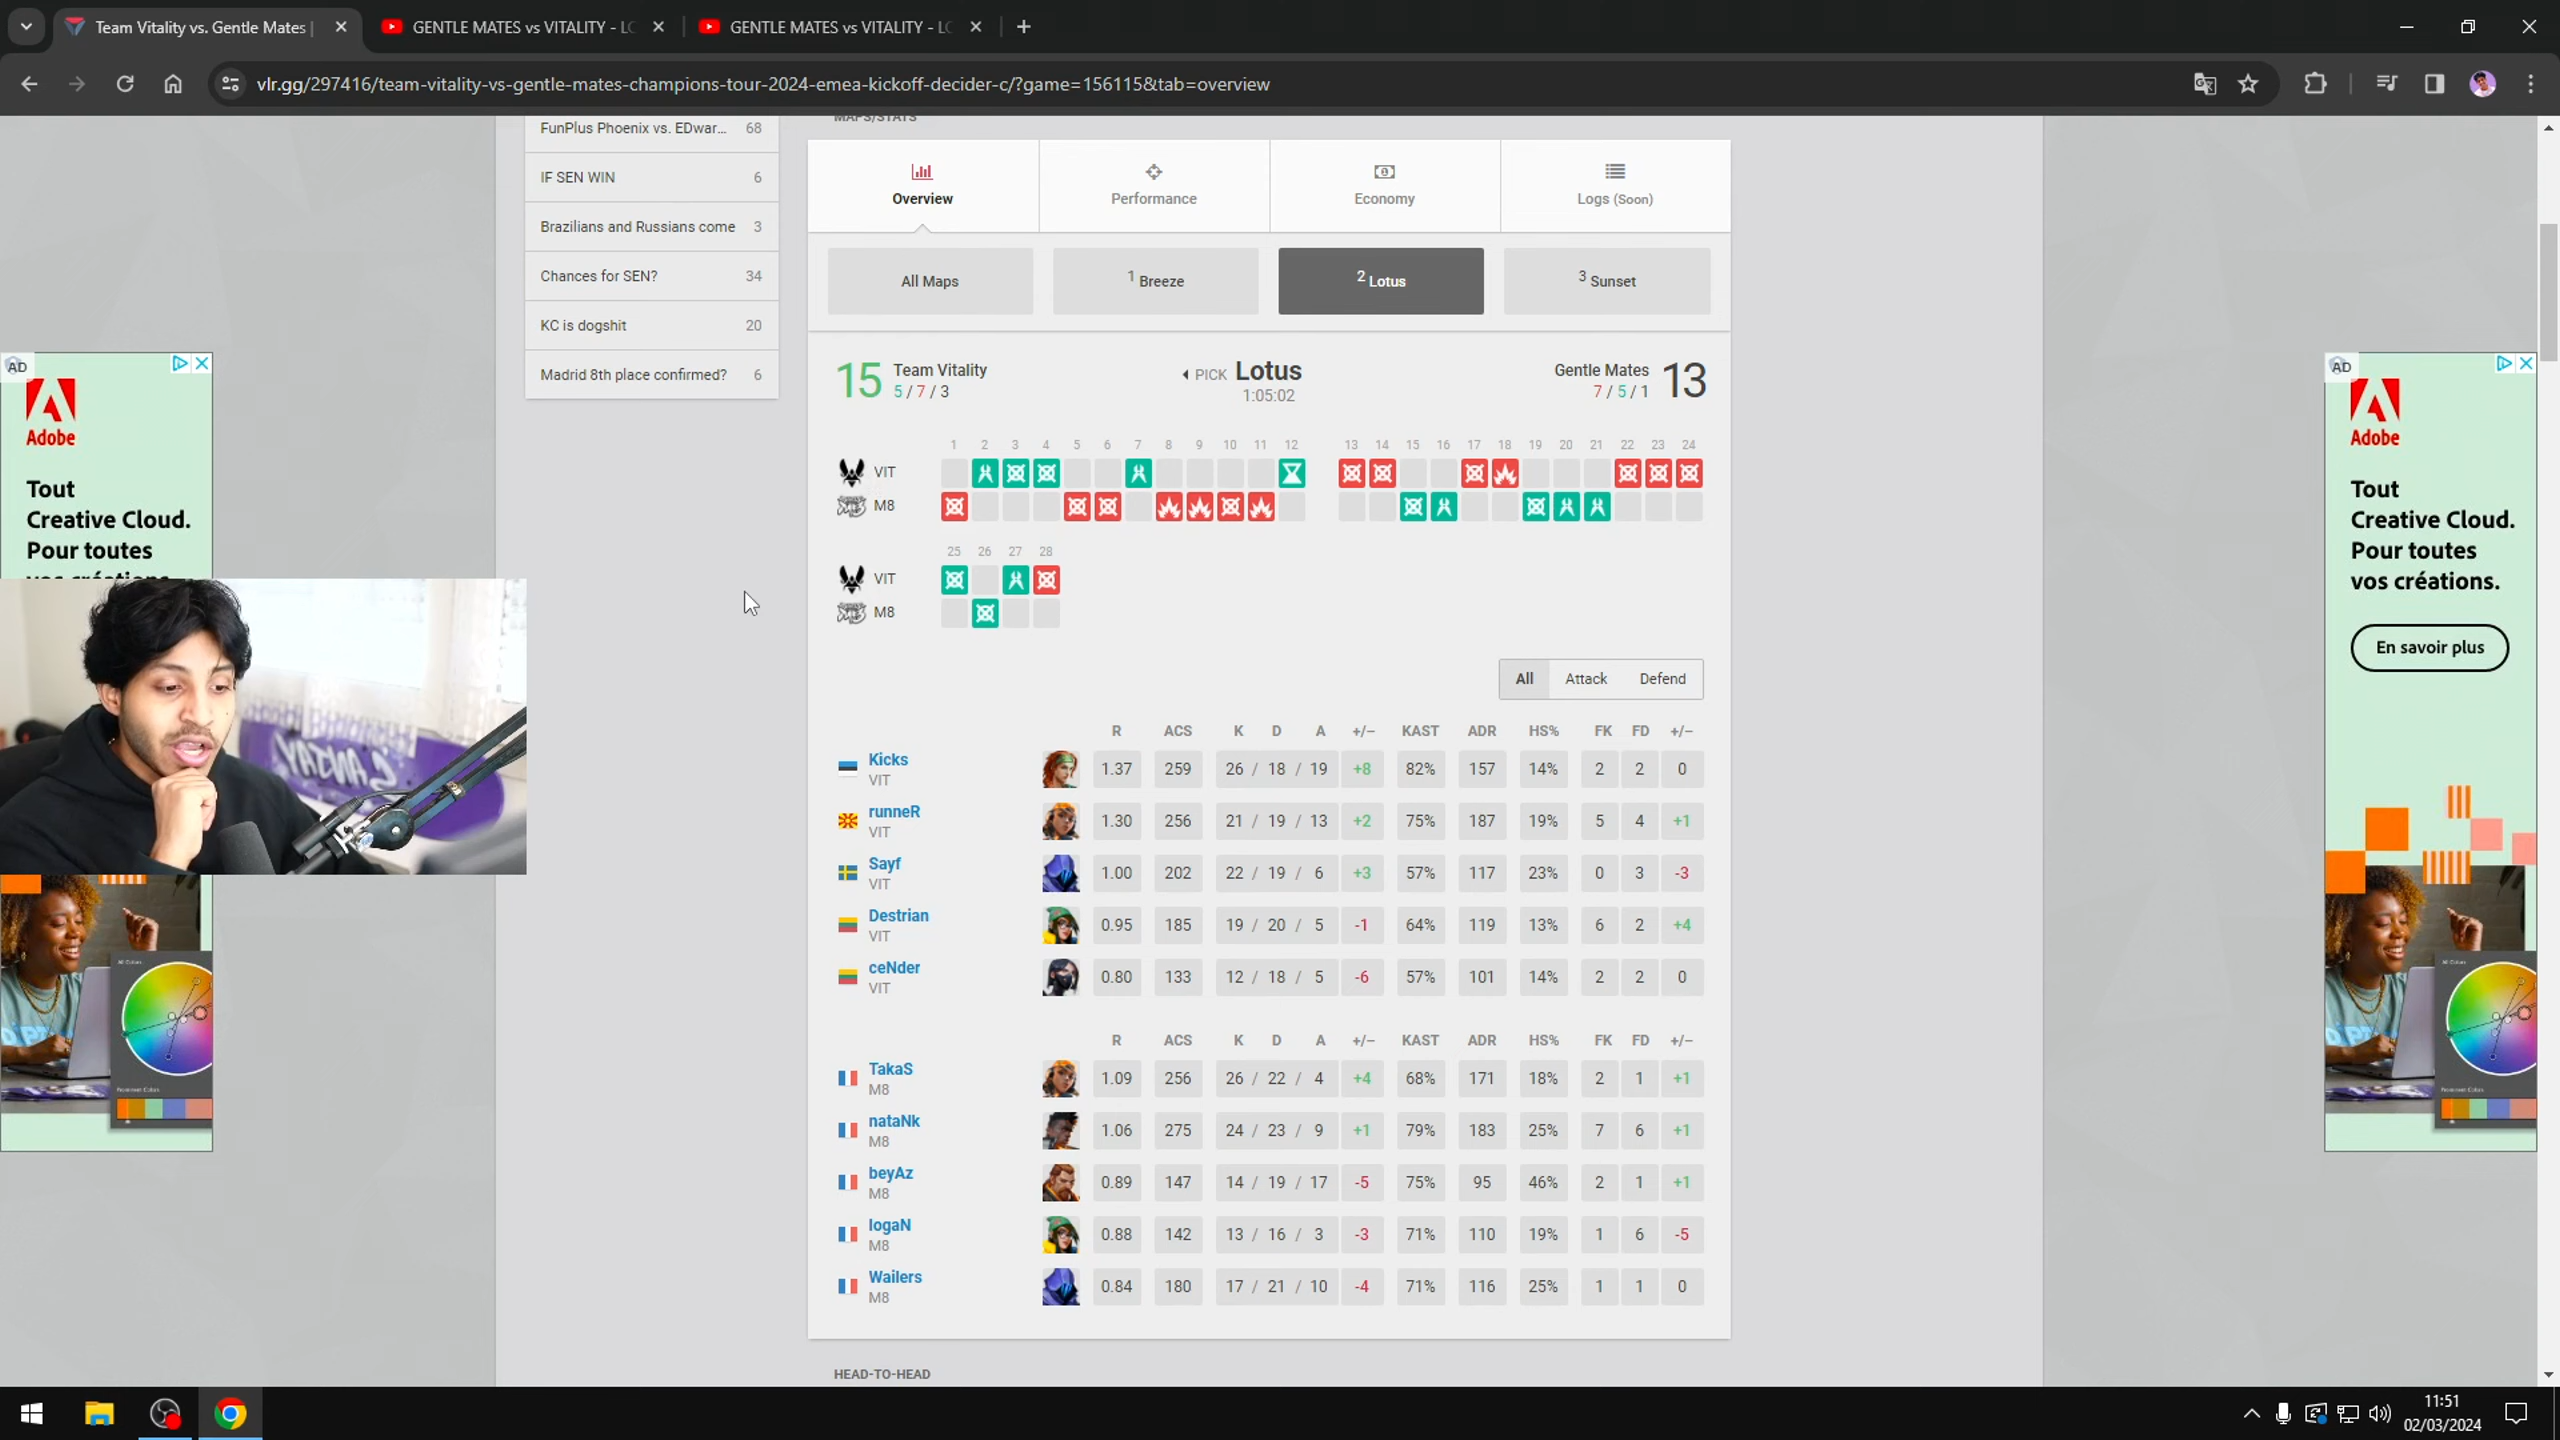 Team Vitality vs. Gentle Mates |
GENTLE MATES vs VITALITY - LO
GENTLE MATES vs VITALITY - LO
vlr.gg/297416/team-vitality-vs-gentle-mates-champions-tour-2024-emea-kickoff-decider-c/?game=156115&tab=overview
FunPlus Phoenix vs. EDwar... 68
IF SEN WIN 6
Brazilians and Russians come 3
Chances for SEN? 34
KC is dogshit 20
Madrid 8th place confirmed? 6
MAPS/STATS
Overview Performance Economy Logs (Soon)
All Maps 1 Breeze 2 Lotus 3 Sunset
15 Team Vitality PICK Lotus Gentle Mates 13
5 / 7 / 3 1:05:02 7 / 5 / 1
1 2 3 4 5 6 7 8 9 10 11 12 13 14 15 16 17 18 19 20 21 22 23 24
VIT
M8
25 26 27 28
VIT
M8
All Attack Defend
R ACS K D A +/– KAST ADR HS% FK FD +/–
Kicks VIT 1.37 259 26 / 18 / 19 +8 82% 157 14% 2 2 0
runneR VIT 1.30 256 21 / 19 / 13 +2 75% 187 19% 5 4 +1
Sayf VIT 1.00 202 22 / 19 / 6 +3 57% 117 23% 0 3 -3
Destrian VIT 0.95 185 19 / 20 / 5 -1 64% 119 13% 6 2 +4
ceNder VIT 0.80 133 12 / 18 / 5 -6 57% 101 14% 2 2 0
R ACS K D A +/– KAST ADR HS% FK FD +/–
TakaS M8 1.09 256 26 / 22 / 4 +4 68% 171 18% 2 1 +1
nataNk M8 1.06 275 24 / 23 / 9 +1 79% 183 25% 7 6 +1
beyAz M8 0.89 147 14 / 19 / 17 -5 75% 95 46% 2 1 +1
logaN M8 0.88 142 13 / 16 / 3 -3 71% 110 19% 1 6 -5
Wailers M8 0.84 180 17 / 21 / 10 -4 71% 116 25% 1 1 0
HEAD-TO-HEAD
AD
Adobe
Tout
Creative Cloud.
Pour toutes
vos créations.
AD
Adobe
Tout
Creative Cloud.
Pour toutes
vos créations.
En savoir plus
11:51
02/03/2024